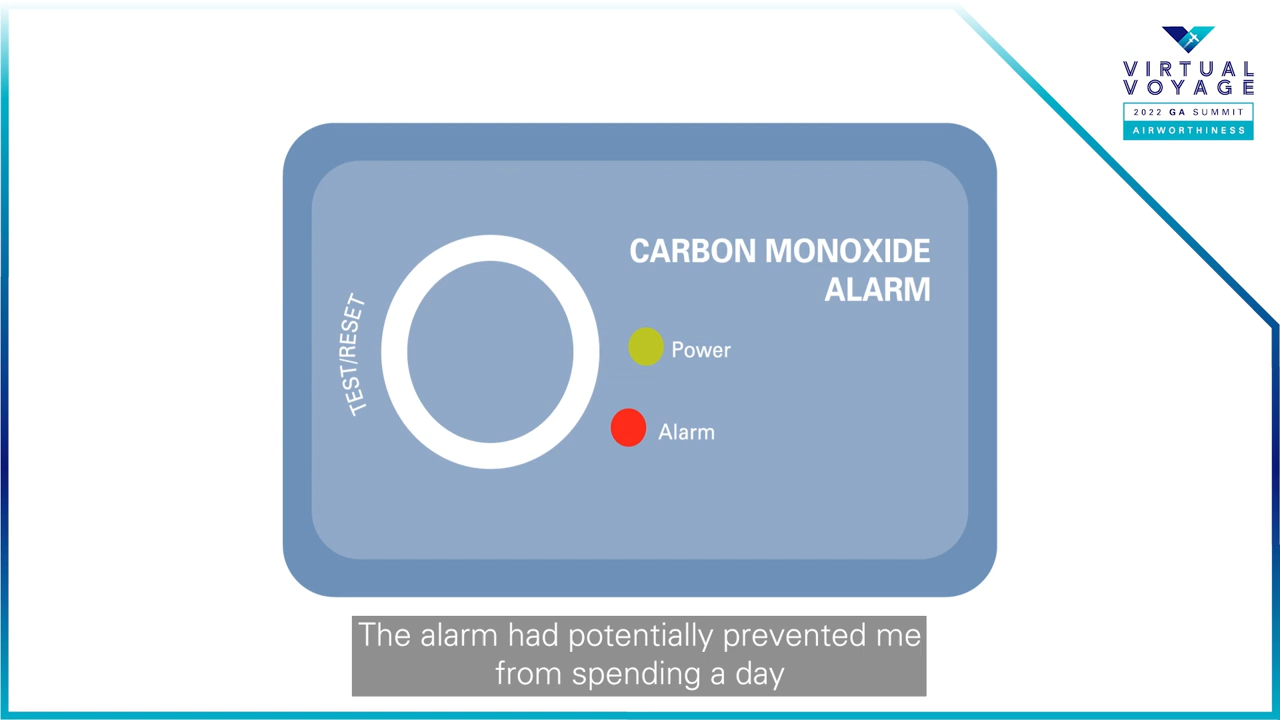 VIRTUAL
VOYAGE
2022 GA SUMMIT
AIRWORTHINESS
CARBON MONOXIDE
ALARM
TEST/RESET
Power
Alarm
The alarm had potentially prevented me
from spending a day